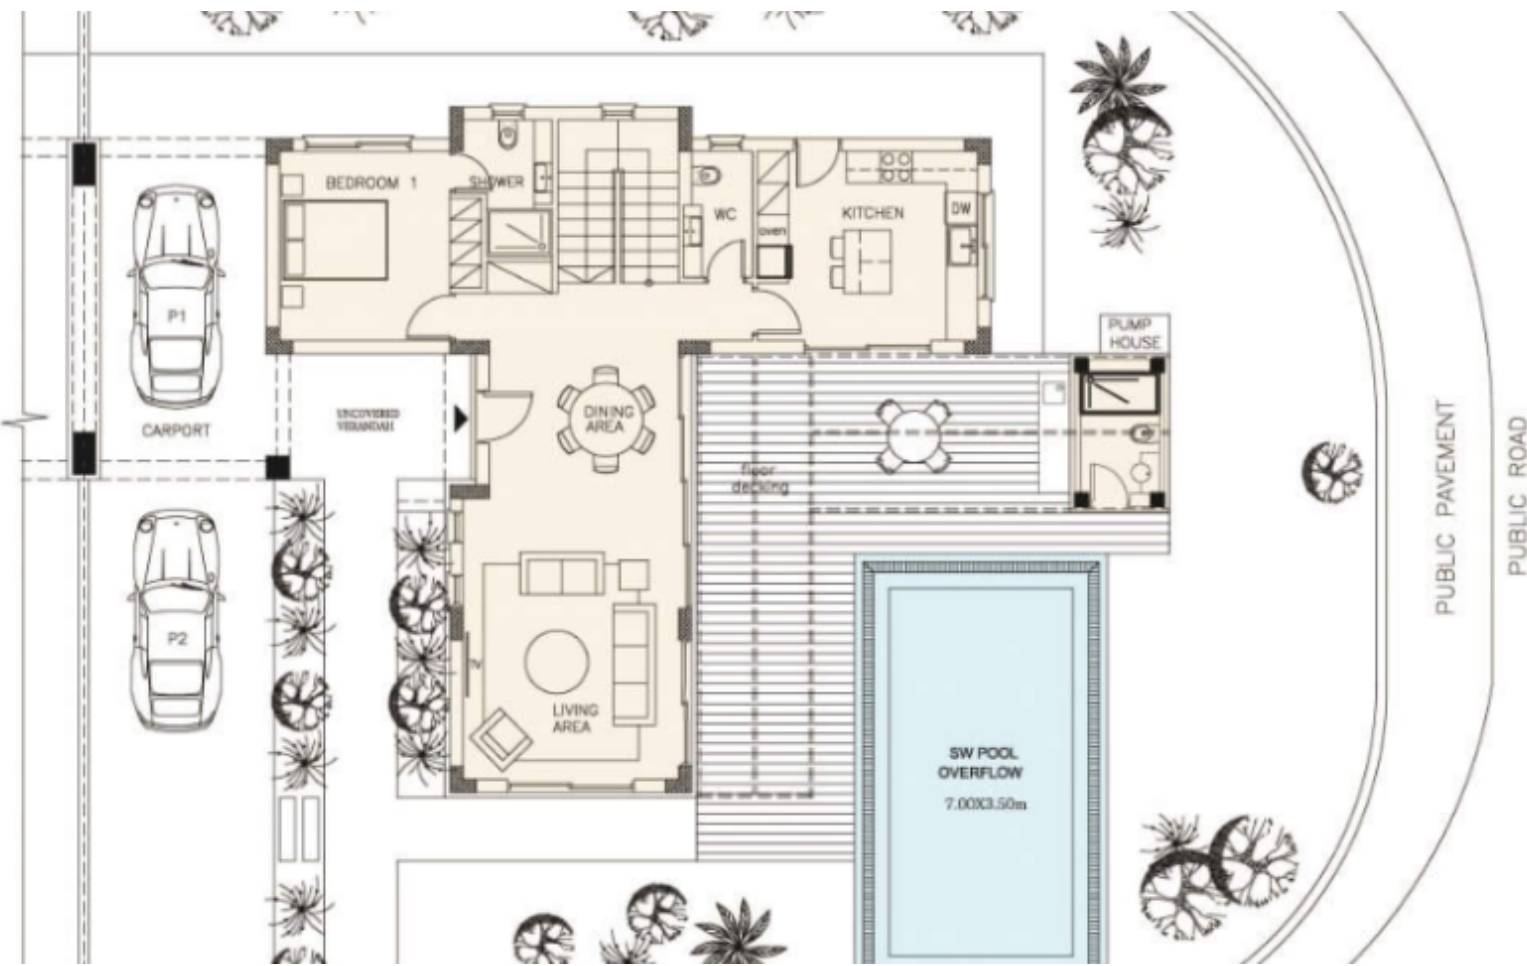 BEDROOM 1
SHOWER
WC
oven
KITCHEN
DW
P1
CARPORT
UNCOVERED
VERANDAH
DINING
AREA
floor
decking
PUMP
HOUSE
P2
TV
LIVING
AREA
SW POOL
OVERFLOW
7.00X3.50m
PUBLIC PAVEMENT
PUBLIC ROAD